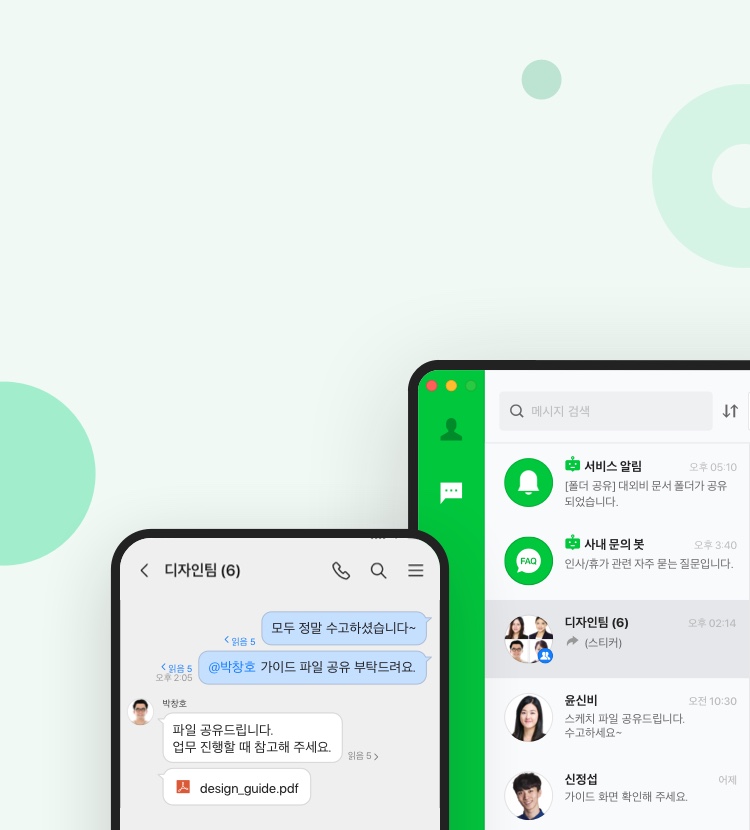 메시지 검색
서비스 알림
오후 05:10
[폴더 공유] 대외비 문서 폴더가 공유
되었습니다.
사내 문의 봇
오후 3:40
FAQ
인사/휴가 관련 자주 묻는 질문입니다.
디자인팀 (6)
오후 02:14
(스티커)
윤신비
오전 10:30
스케치 파일 공유드립니다.
수고하세요~
신정섭
어제
가이드 화면 확인해 주세요.
디자인팀 (6)
모두 정말 수고하셨습니다~
읽음 5
@박창호 가이드 파일 공유 부탁드려요.
읽음 5
오후 2:05
박창호
파일 공유드립니다.
업무 진행할 때 참고해 주세요.
읽음 5
design_guide.pdf